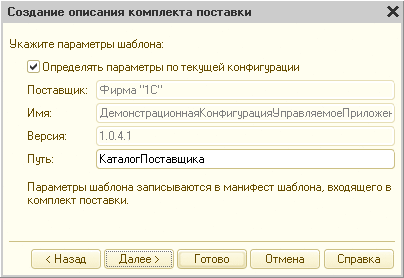 Создание описания комплекта поставки
Укажите параметры шаблона:
Определять параметры по текущей конфигурации
Поставщик: Фирма "1С"
Имя: ДемонстрационнаяКонфигурацияУправляемоеПриложен
Версия: 1.0.4.1
Путь: КаталогПоставщика
Параметры шаблона записываются в манифест шаблона, входящего в
комплект поставки.
< Назад Далее > Готово Отмена Справка